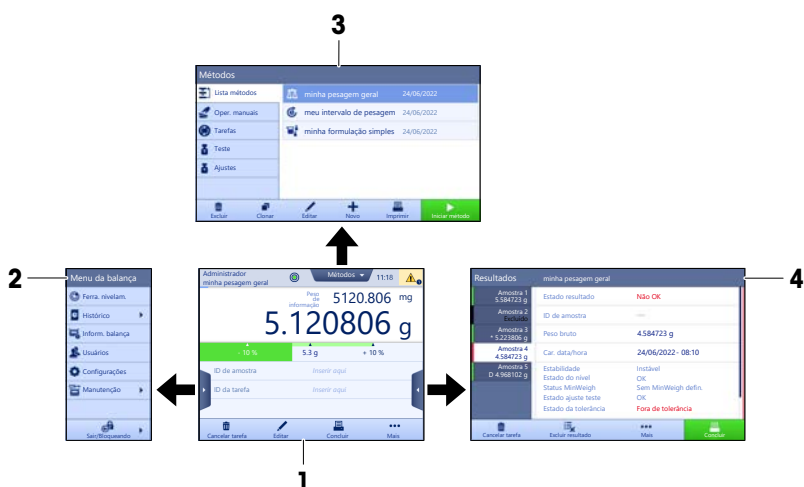 3
Métodos
Lista métodos
minha pesagem geral 24/06/2022
Oper. manuais
meu intervalo de pesagem 24/06/2022
Tarefas
minha formulação simples 24/06/2022
Teste
Ajustes
Excluir Clonar Editar Novo Imprimir Iniciar método
2
Menu da balança
Ferra. nivelam.
Histórico
Inform. balança
Usuários
Configurações
Manutenção
Sair/Bloqueando
Administrador
minha pesagem geral
Métodos
11:18
Peso de informação 5120.806 mg
5.120806 g
- 10 % 5.3 g + 10 %
ID de amostra Inserir aqui
ID da tarefa Inserir aqui
Cancelar tarefa Editar Concluir Mais
1
4
Resultados minha pesagem geral
Amostra 1
5.584723 g
Estado resultado Não OK
Amostra 2
Excluído
ID de amostra ---
Amostra 3
* 5.223806 g
Peso bruto 4.584723 g
Amostra 4
4.584723 g
Car. data/hora 24/06/2022- 08:10
Amostra 5
D 4.968102 g
Estabilidade Instável
Estado do nível OK
Status MinWeigh Sem MinWeigh defin.
Estado ajuste teste OK
Estado da tolerância Fora de tolerância
Cancelar tarefa Excluir resultado Mais Concluir